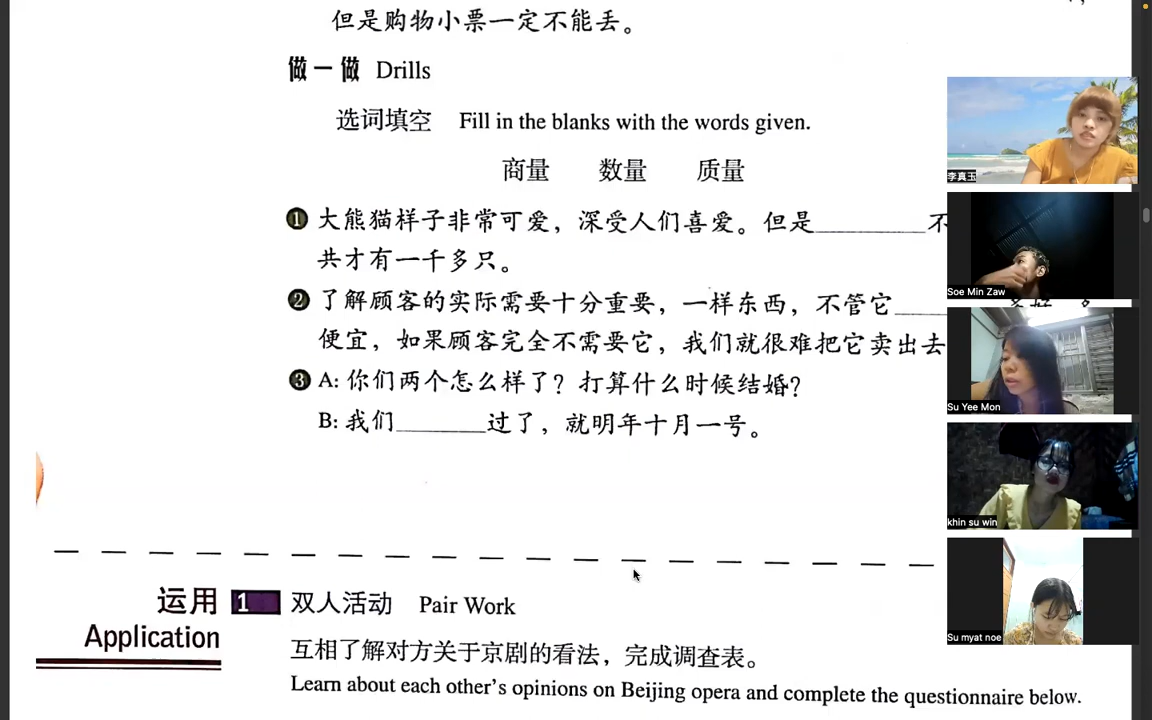 但是购物小票一定不能丢。
做一做 Drills
选词填空 Fill in the blanks with the words given.
商量 数量 质量
1 大熊猫样子非常可爱，深受人们喜爱。但是________不
共才有一千多只。
2 了解顾客的实际需要十分重要，一样东西，不管它____
便宜，如果顾客完全不需要它，我们就很难把它卖出去
3 A: 你们两个怎么样了？打算什么时候结婚？
B: 我们______过了，就明年十月一号。
运用 1 双人活动 Pair Work
Application
互相了解对方关于京剧的看法，完成调查表。
Learn about each other's opinions on Beijing opera and complete the questionnaire below.
李真玉
Soe Min Zaw
Su Yee Mon
khin su win
Su myat noe